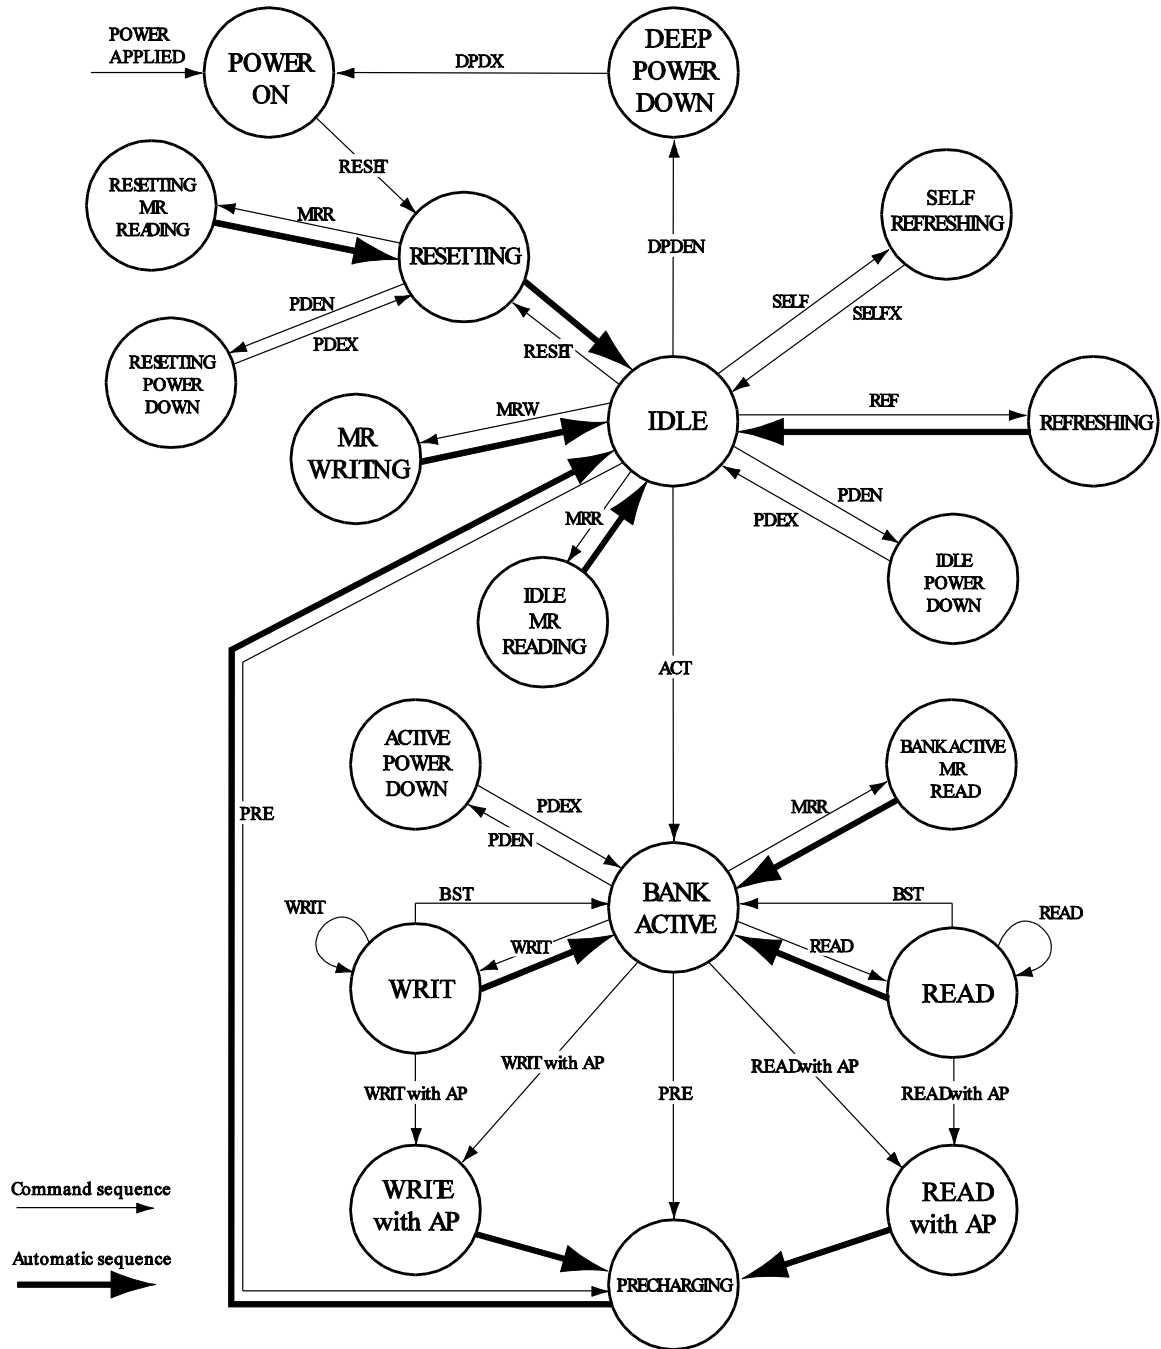 POWER
APPLIED
POWER
ON
DPDX
DEEP
POWER
DOWN
RESET
RESETTING
MR
READING
MRR
RESETTING
DPDEN
SELF
REFRESHING
PDEN
PDEX
RESETTING
POWER
DOWN
RESET
SELF
SELFX
MR
WRITING
MRW
IDLE
REF
REFRESHING
MRR
PDEN
PDEX
IDLE
MR
READING
IDLE
POWER
DOWN
ACT
ACTIVE
POWER
DOWN
BANK ACTIVE
MR
READ
PRE
PDEX
PDEN
MRR
BANK
ACTIVE
BST
BST
WRIT
WRIT
READ
READ
WRIT
READ
WRIT with AP
WRIT with AP
PRE
READ with AP
READ with AP
WRITE
with AP
READ
with AP
PRECHARGING
Command sequence
Automatic sequence